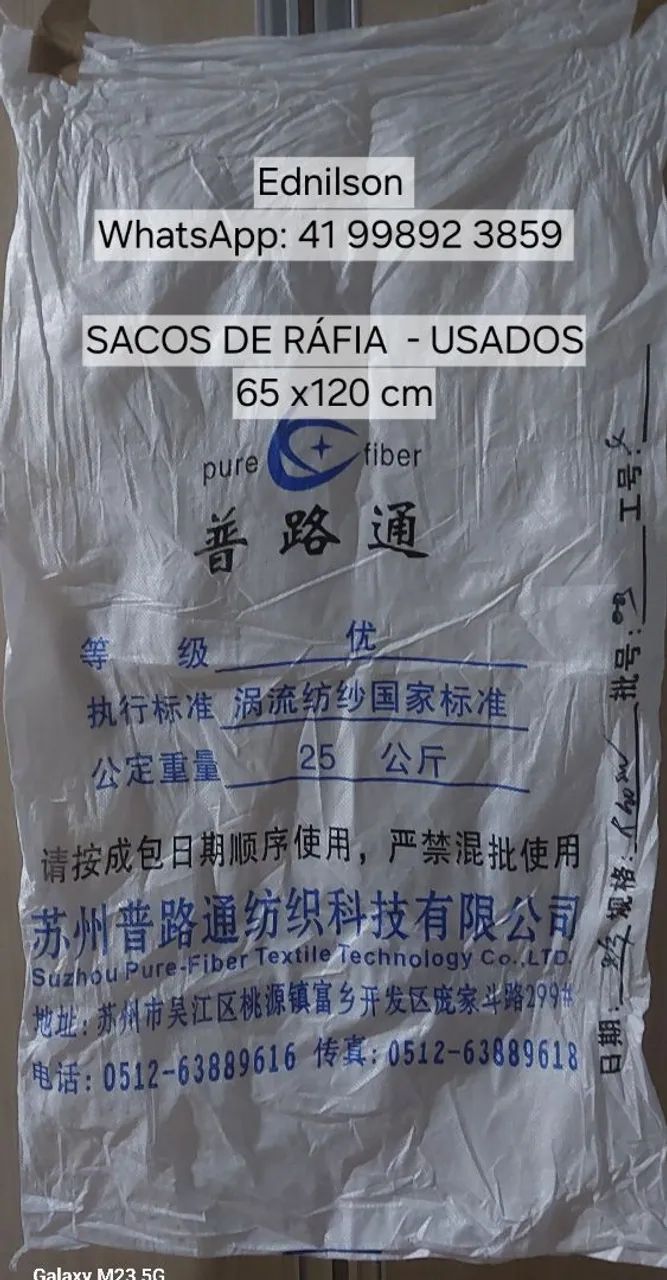 Ednilson
WhatsApp: 41 99892 3859
SACOS DE RÁFIA - USADOS
65 x120 cm
pure fiber
普路通
等级 优
执行标准 涡流纺纱国家标准
公定重量 25 公斤
请按成包日期顺序使用，严禁混批使用
苏州普路通纺织科技有限公司
Suzhou Pure-Fiber Textile Technology Co.,LTD.
地址: 苏州市吴江区桃源镇富乡开发区庞家斗路299#
电话: 0512-63889616 传真: 0512-63889618
日期: 规格: 批号: 工号:
Galaxy M23 5G